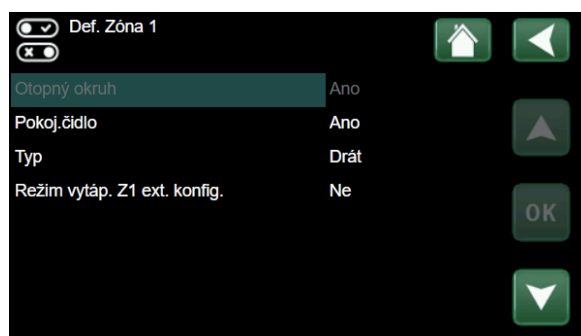 Def. Zóna 1
Otopný okruh Ano
Pokoj.čidlo Ano
Typ Drát
Režim vytáp. Z1 ext. konfig. Ne
OK